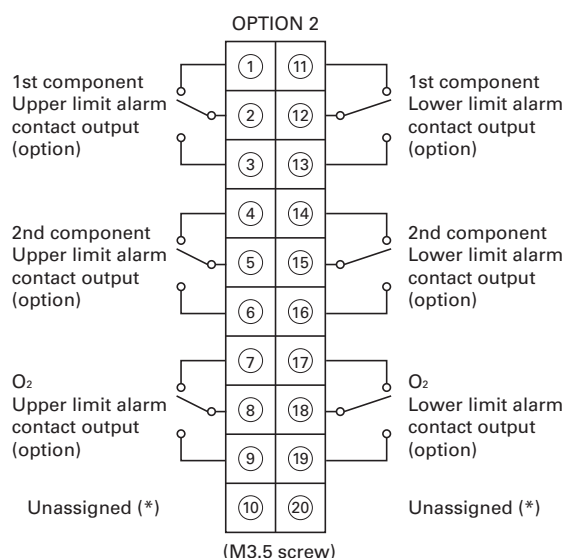 OPTION 2
1st component
Upper limit alarm
contact output
(option)
1 11
2 12
3 13
1st component
Lower limit alarm
contact output
(option)
2nd component
Upper limit alarm
contact output
(option)
4 14
5 15
6 16
2nd component
Lower limit alarm
contact output
(option)
O₂
Upper limit alarm
contact output
(option)
7 17
8 18
9 19
O₂
Lower limit alarm
contact output
(option)
Unassigned (*)
10 20
Unassigned (*)
(M3.5 screw)